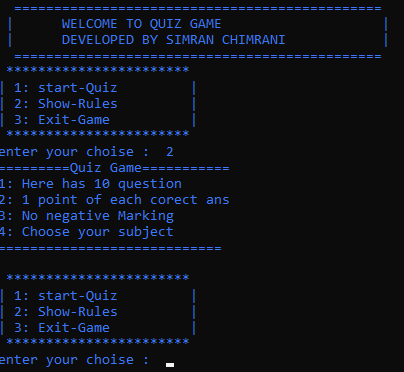 ==============================================
|      WELCOME TO QUIZ GAME                    |
|      DEVELOPED BY SIMRAN CHIMRANI            |
==============================================
***********************
| 1: start-Quiz         |
| 2: Show-Rules         |
| 3: Exit-Game          |
***********************
enter your choise :  2
=========Quiz Game===========
1: Here has 10 question
2: 1 point of each corect ans
3: No negative Marking
4: Choose your subject
============================
***********************
| 1: start-Quiz         |
| 2: Show-Rules         |
| 3: Exit-Game          |
***********************
enter your choise :